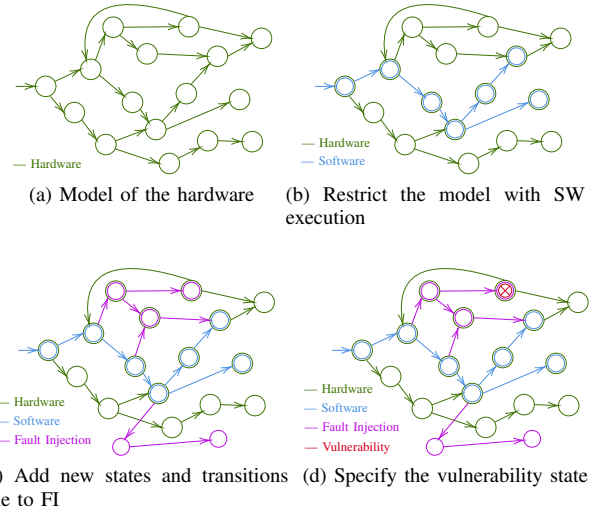 — Hardware
— Hardware
— Software
(a) Model of the hardware
(b) Restrict the model with SW
execution
— Hardware
— Software
— Fault Injection
— Hardware
— Software
— Fault Injection
— Vulnerability
) Add new states and transitions
e to FI
(d) Specify the vulnerability state